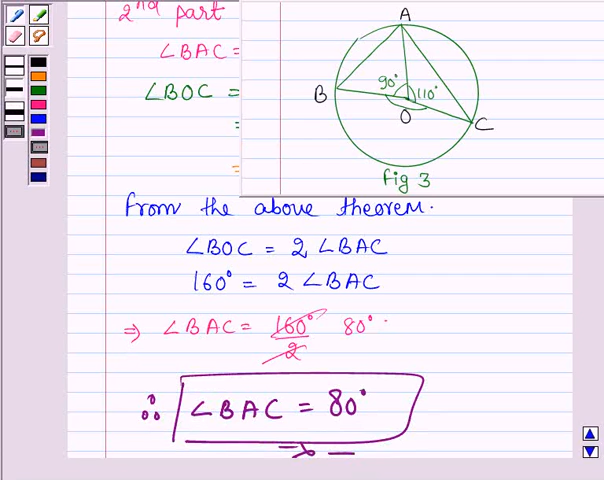 2nd part
∠BAC =
∠BOC =
=
=
A
B
90°
110°
O
C
fig 3
from the above theorem.
∠BOC = 2 ∠BAC
160° = 2 ∠BAC
⇒ ∠BAC = 160°/2 80°.
∴ ∠BAC = 80°